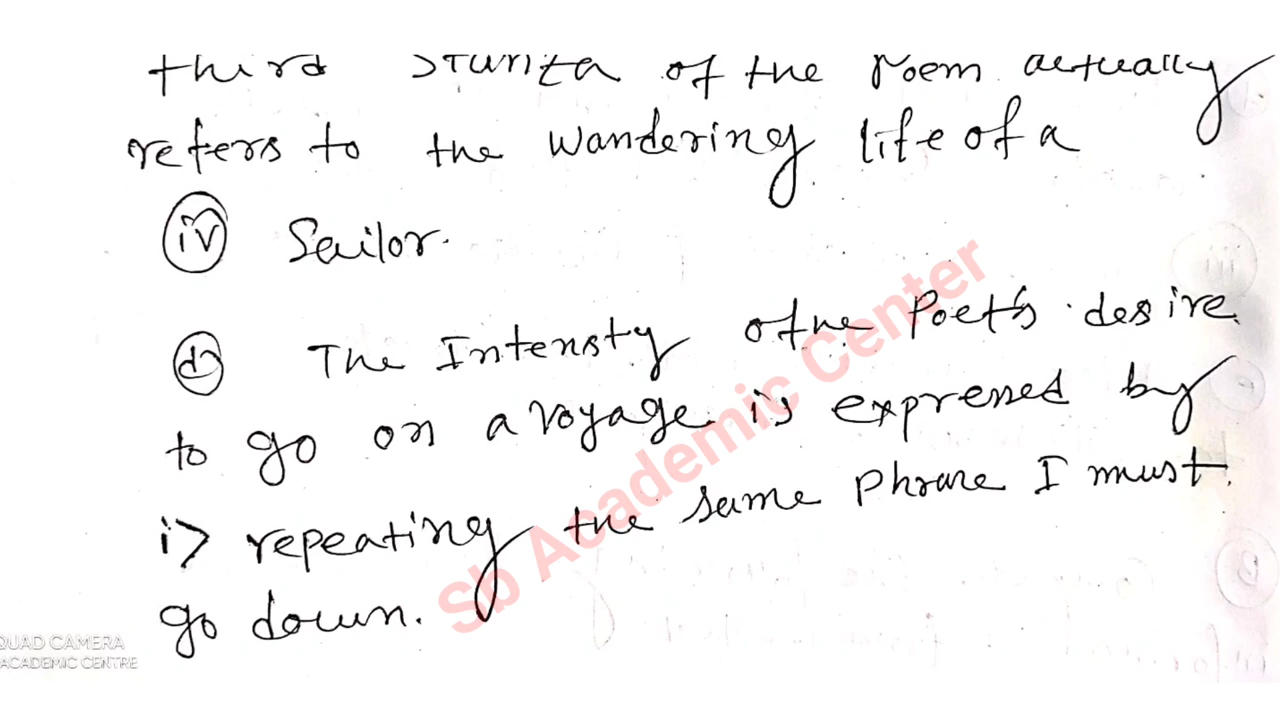 third Stanza of the Poem actually
refers to the wandering life of a
iv Sailor.
d> The Intensty of the Poet's desire
to go on a voyage is expressed by
i> repeating the same phrase I must
go down.
Sb Academic Center
QUAD CAMERA
ACADEMIC CENTRE